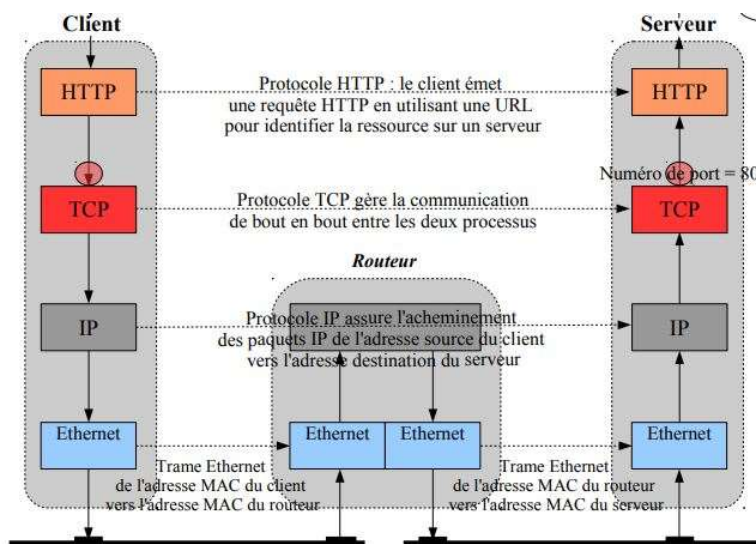 Client
Serveur
HTTP
Protocole HTTP : le client émet
une requête HTTP en utilisant une URL
pour identifier la ressource sur un serveur
HTTP
Numéro de port = 80
TCP
Protocole TCP gère la communication
de bout en bout entre les deux processus
TCP
Routeur
IP
Protocole IP assure l'acheminement
des paquets IP de l'adresse source du client
vers l'adresse destination du serveur
IP
Ethernet
Ethernet
Ethernet
Ethernet
Trame Ethernet
de l'adresse MAC du client
vers l'adresse MAC du routeur
Trame Ethernet
de l'adresse MAC du routeur
vers l'adresse MAC du serveur